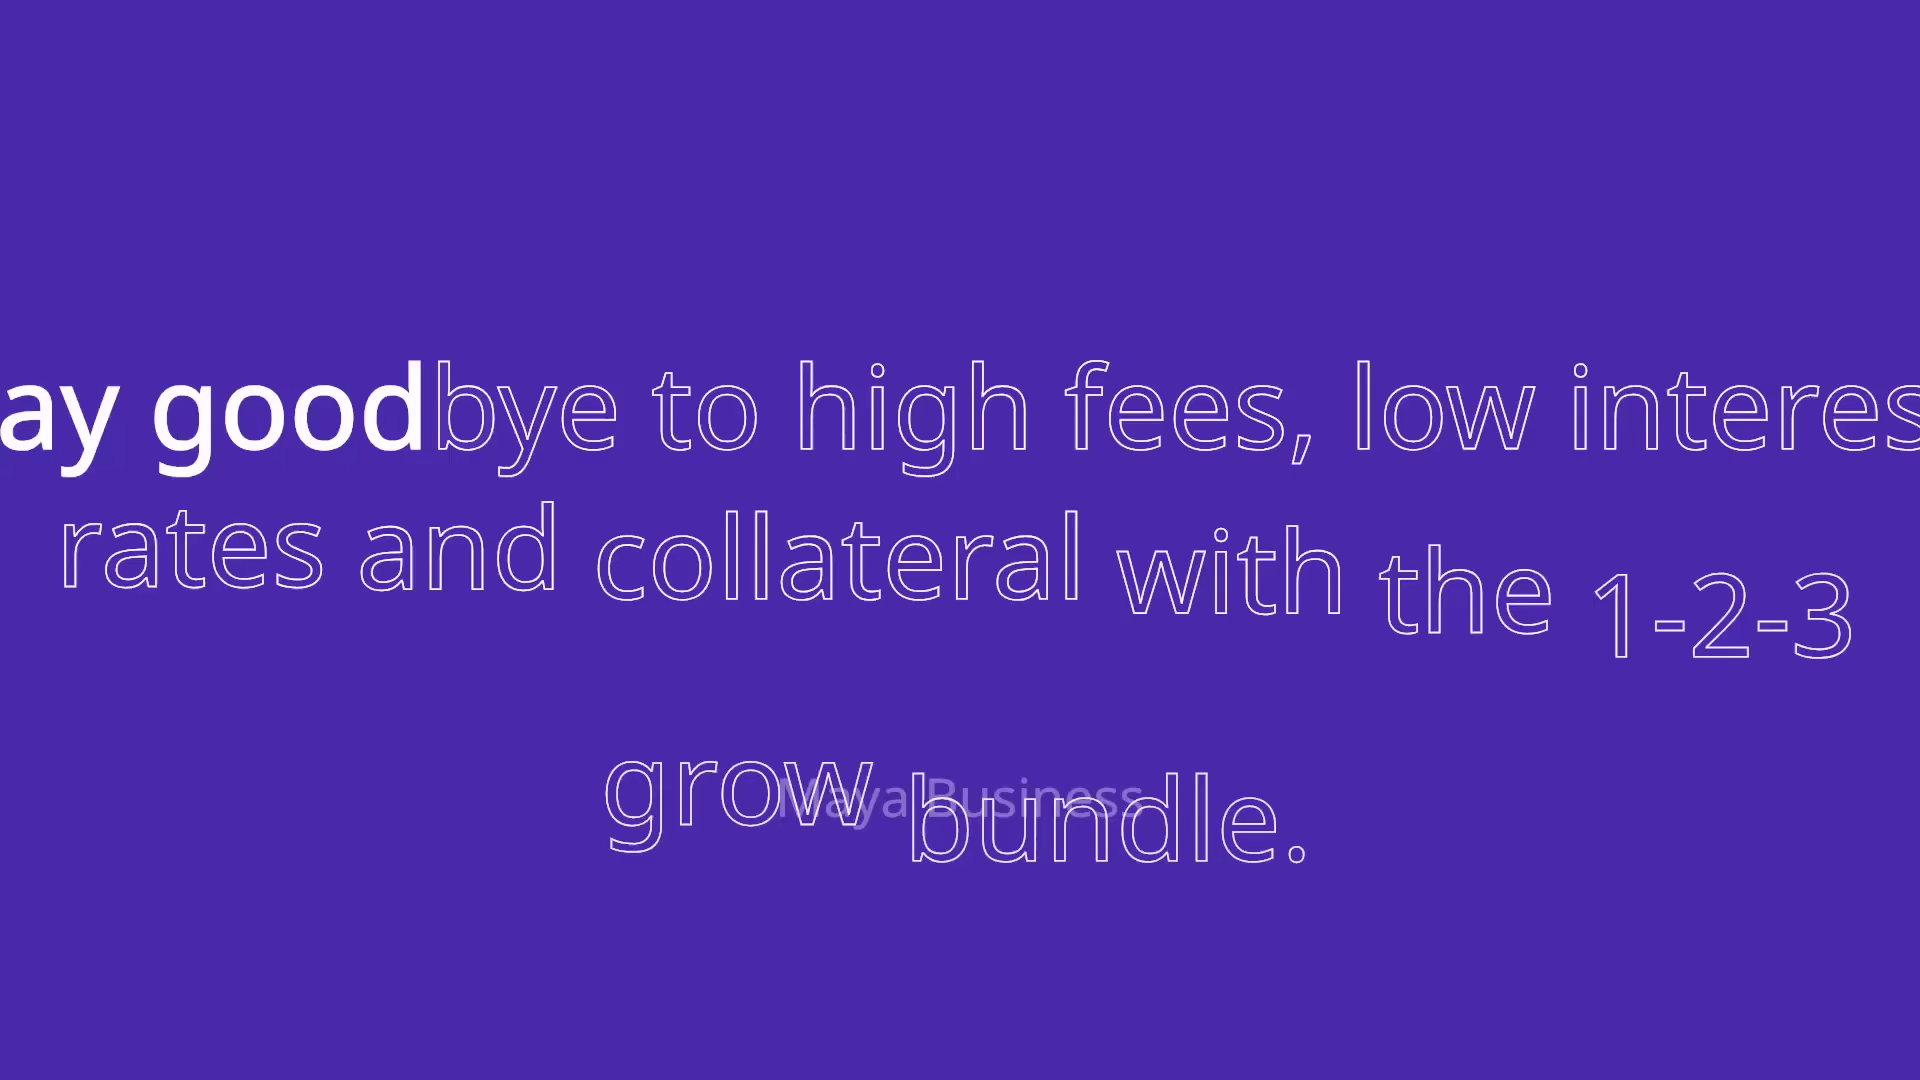 ay goodbye to high fees, low interes
rates and collateral with the 1-2-3
grow bundle.
Maya Business